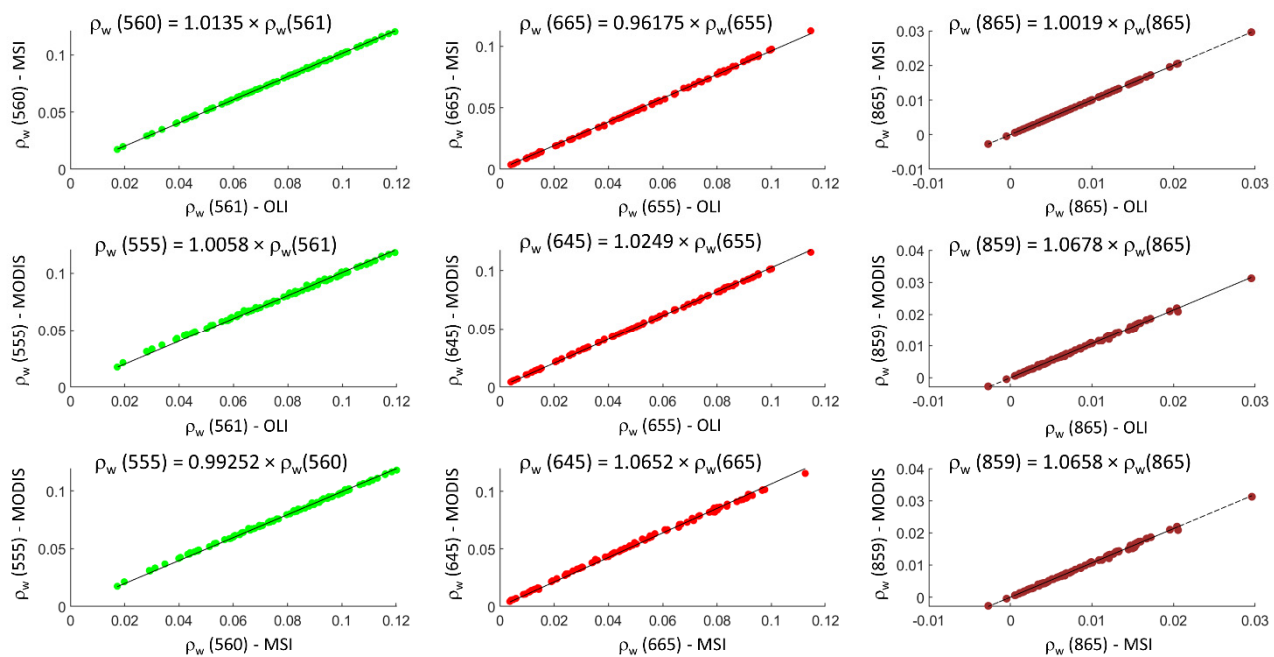 ρw (560) = 1.0135 × ρw(561)
ρw (560) - MSI
0.1
0.05
0
0 0.02 0.04 0.06 0.08 0.1 0.12
ρw (561) - OLI
ρw (665) = 0.96175 × ρw(655)
ρw (665) - MSI
0.1
0.05
0
0 0.02 0.04 0.06 0.08 0.1 0.12
ρw (655) - OLI
ρw (865) = 1.0019 × ρw(865)
ρw (865) - MSI
0.03
0.02
0.01
0
-0.01
-0.01 0 0.01 0.02 0.03
ρw (865) - OLI
ρw (555) = 1.0058 × ρw(561)
ρw (555) - MODIS
0.1
0.05
0
0 0.02 0.04 0.06 0.08 0.1 0.12
ρw (561) - OLI
ρw (645) = 1.0249 × ρw(655)
ρw (645) - MODIS
0.1
0.05
0
0 0.02 0.04 0.06 0.08 0.1 0.12
ρw (655) - OLI
ρw (859) = 1.0678 × ρw(865)
ρw (859) - MODIS
0.04
0.03
0.02
0.01
0
-0.01 0 0.01 0.02 0.03
ρw (865) - OLI
ρw (555) = 0.99252 × ρw(560)
ρw (555) - MODIS
0.1
0.05
0
0 0.02 0.04 0.06 0.08 0.1 0.12
ρw (560) - MSI
ρw (645) = 1.0652 × ρw(665)
ρw (645) - MODIS
0.1
0.05
0
0 0.02 0.04 0.06 0.08 0.1 0.12
ρw (665) - MSI
ρw (859) = 1.0658 × ρw(865)
ρw (859) - MODIS
0.04
0.03
0.02
0.01
0
-0.01 0 0.01 0.02 0.03
ρw (865) - MSI